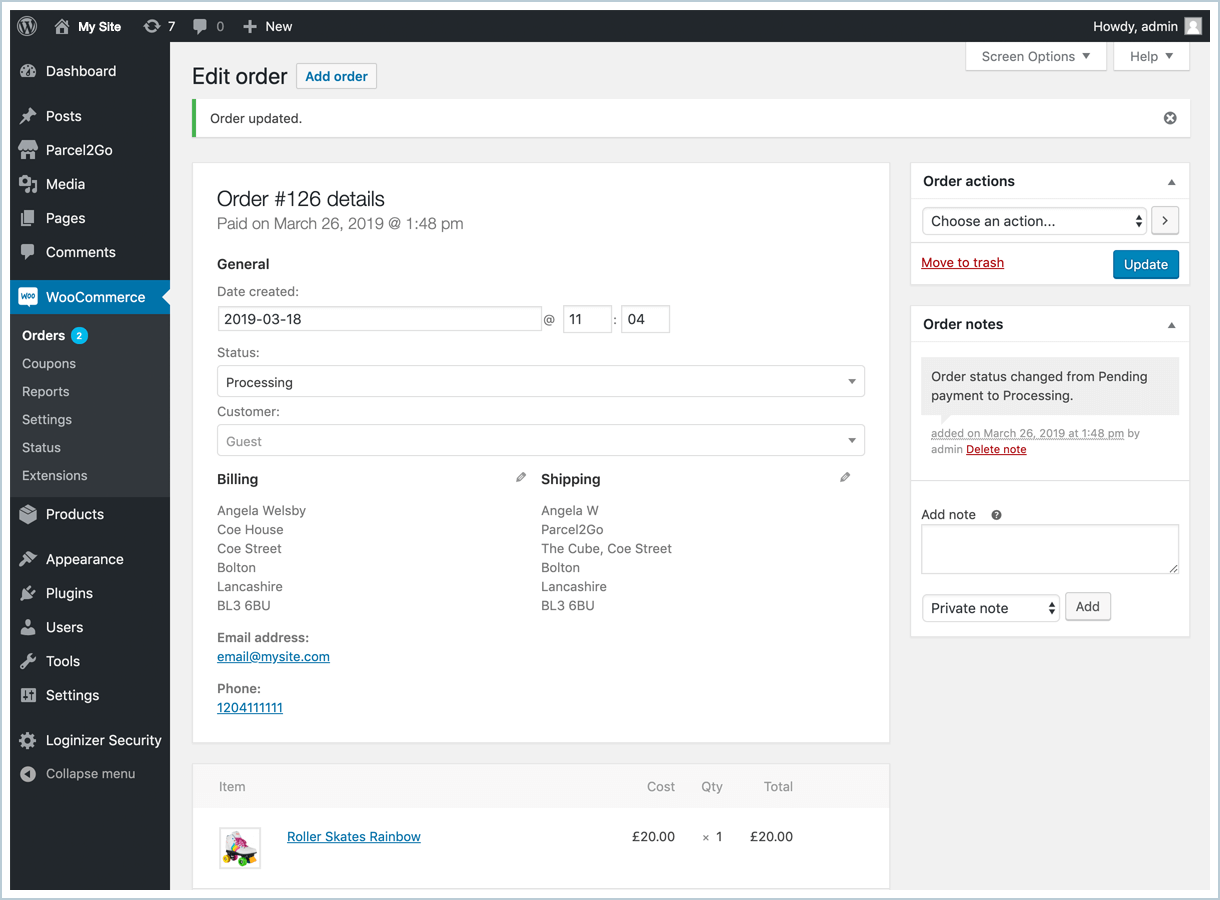 My Site 7 0 New Howdy, admin
Dashboard
Posts
Parcel2Go
Media
Pages
Comments
WOO WooCommerce
Orders 2
Coupons
Reports
Settings
Status
Extensions
Products
Appearance
Plugins
Users
Tools
Settings
Loginizer Security
Collapse menu
Screen Options Help
Edit order Add order
Order updated.
Order #126 details
Paid on March 26, 2019 @ 1:48 pm
General
Date created:
2019-03-18 @ 11 : 04
Status:
Processing
Customer:
Guest
Billing
Angela Welsby
Coe House
Coe Street
Bolton
Lancashire
BL3 6BU
Email address:
email@mysite.com
Phone:
1204111111
Shipping
Angela W
Parcel2Go
The Cube, Coe Street
Bolton
Lancashire
BL3 6BU
Item Cost Qty Total
Roller Skates Rainbow £20.00 × 1 £20.00
Order actions
Choose an action...
Move to trash Update
Order notes
Order status changed from Pending
payment to Processing.
added on March 26, 2019 at 1:48 pm by
admin Delete note
Add note
Private note Add